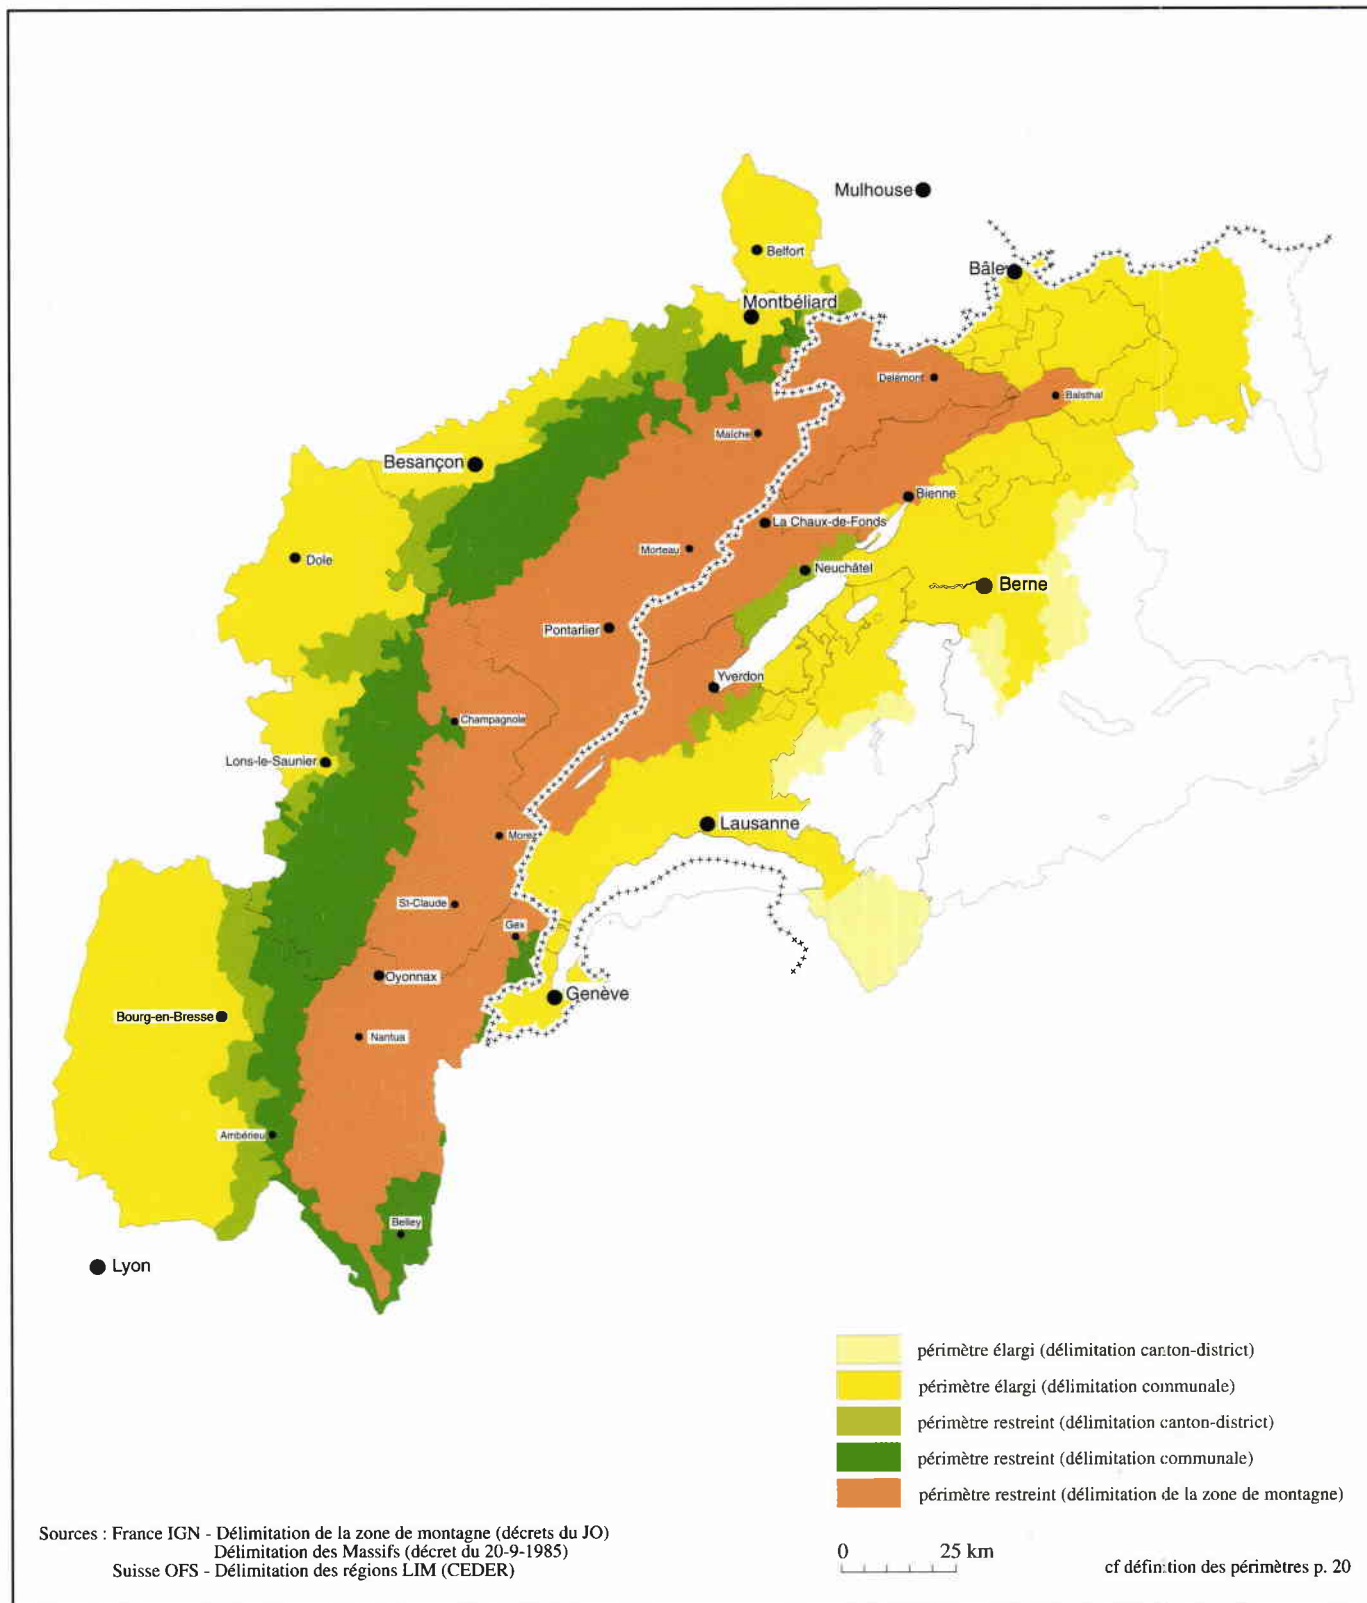 Mulhouse
Belfort
Bâle
Montbéliard
Delémont
Balsthal
Maîche
Besançon
Bienne
La Chaux-de-Fonds
Morteau
Dole
Neuchâtel
Berne
Pontarlier
Yverdon
Champagnole
Lons-le-Saunier
Lausanne
Morez
St-Claude
Gex
Oyonnax
Genève
Bourg-en-Bresse
Nantua
Ambérieu
Belley
Lyon
périmètre élargi (délimitation canton-district)
périmètre élargi (délimitation communale)
périmètre restreint (délimitation canton-district)
périmètre restreint (délimitation communale)
périmètre restreint (délimitation de la zone de montagne)
Sources : France IGN - Délimitation de la zone de montagne (décrets du JO)
Délimitation des Massifs (décret du 20-9-1985)
Suisse OFS - Délimitation des régions LIM (CEDER)
0 25 km
cf définition des périmètres p. 20